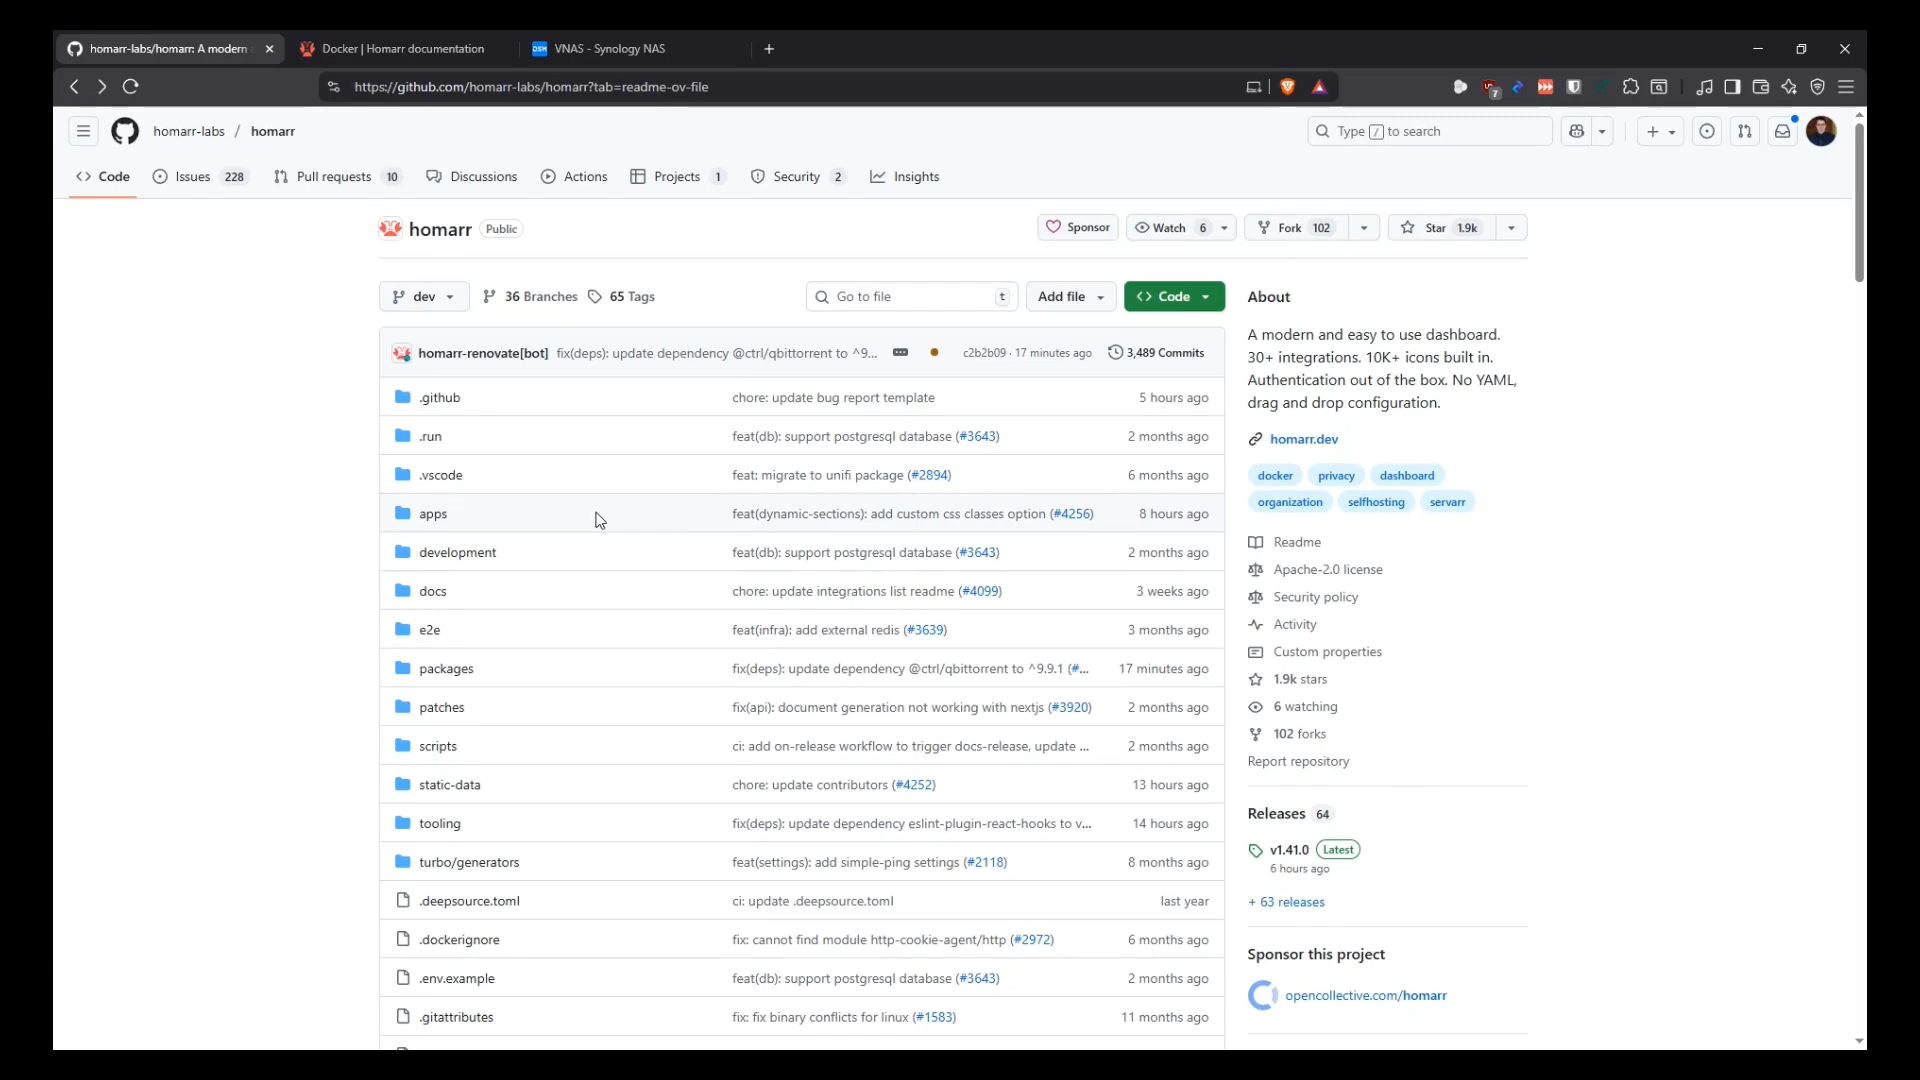 homarr-labs/homarr: A modern
Docker | Homarr documentation
DSM VNAS - Synology NAS
https://github.com/homarr-labs/homarr?tab=readme-ov-file
7
homarr-labs / homarr
Type / to search
Code
Issues 228
Pull requests 10
Discussions
Actions
Projects 1
Security 2
Insights
homarr Public
Sponsor
Watch 6
Fork 102
Star 1.9k
dev
36 Branches
65 Tags
Go to file t
Add file
Code
homarr-renovate[bot] fix(deps): update dependency @ctrl/qbittorrent to ^9... c2b2b09 · 17 minutes ago 3,489 Commits
.github chore: update bug report template 5 hours ago
.run feat(db): support postgresql database (#3643) 2 months ago
.vscode feat: migrate to unifi package (#2894) 6 months ago
apps feat(dynamic-sections): add custom css classes option (#4256) 8 hours ago
development feat(db): support postgresql database (#3643) 2 months ago
docs chore: update integrations list readme (#4099) 3 weeks ago
e2e feat(infra): add external redis (#3639) 3 months ago
packages fix(deps): update dependency @ctrl/qbittorrent to ^9.9.1 (#... 17 minutes ago
patches fix(api): document generation not working with nextjs (#3920) 2 months ago
scripts ci: add on-release workflow to trigger docs-release, update ... 2 months ago
static-data chore: update contributors (#4252) 13 hours ago
tooling fix(deps): update dependency eslint-plugin-react-hooks to v... 14 hours ago
turbo/generators feat(settings): add simple-ping settings (#2118) 8 months ago
.deepsource.toml ci: update .deepsource.toml last year
.dockerignore fix: cannot find module http-cookie-agent/http (#2972) 6 months ago
.env.example feat(db): support postgresql database (#3643) 2 months ago
.gitattributes fix: fix binary conflicts for linux (#1583) 11 months ago
About
A modern and easy to use dashboard.
30+ integrations. 10K+ icons built in.
Authentication out of the box. No YAML,
drag and drop configuration.
homarr.dev
docker privacy dashboard
organization selfhosting servarr
Readme
Apache-2.0 license
Security policy
Activity
Custom properties
1.9k stars
6 watching
102 forks
Report repository
Releases 64
v1.41.0 Latest
6 hours ago
+ 63 releases
Sponsor this project
opencollective.com/homarr